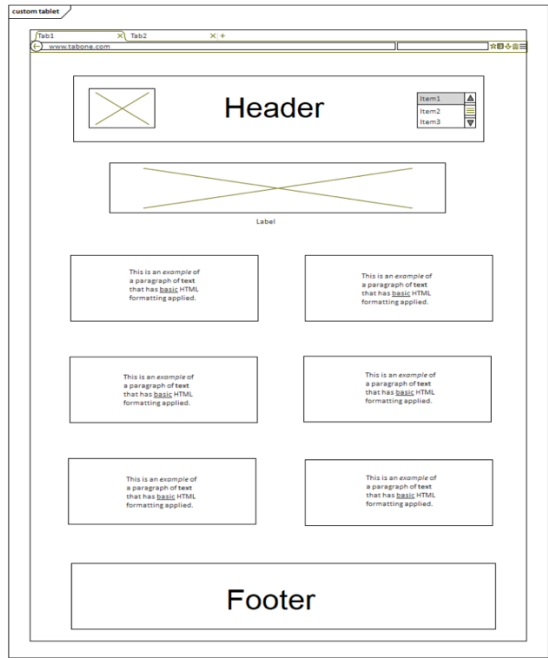 custom tablet
Tab1 Tab2 +
www.tabone.com
Header
Item1
Item2
Item3
Label
This is an example of
a paragraph of text
that has basic HTML
formatting applied.
This is an example of
a paragraph of text
that has basic HTML
formatting applied.
This is an example of
a paragraph of text
that has basic HTML
formatting applied.
This is an example of
a paragraph of text
that has basic HTML
formatting applied.
This is an example of
a paragraph of text
that has basic HTML
formatting applied.
This is an example of
a paragraph of text
that has basic HTML
formatting applied.
Footer